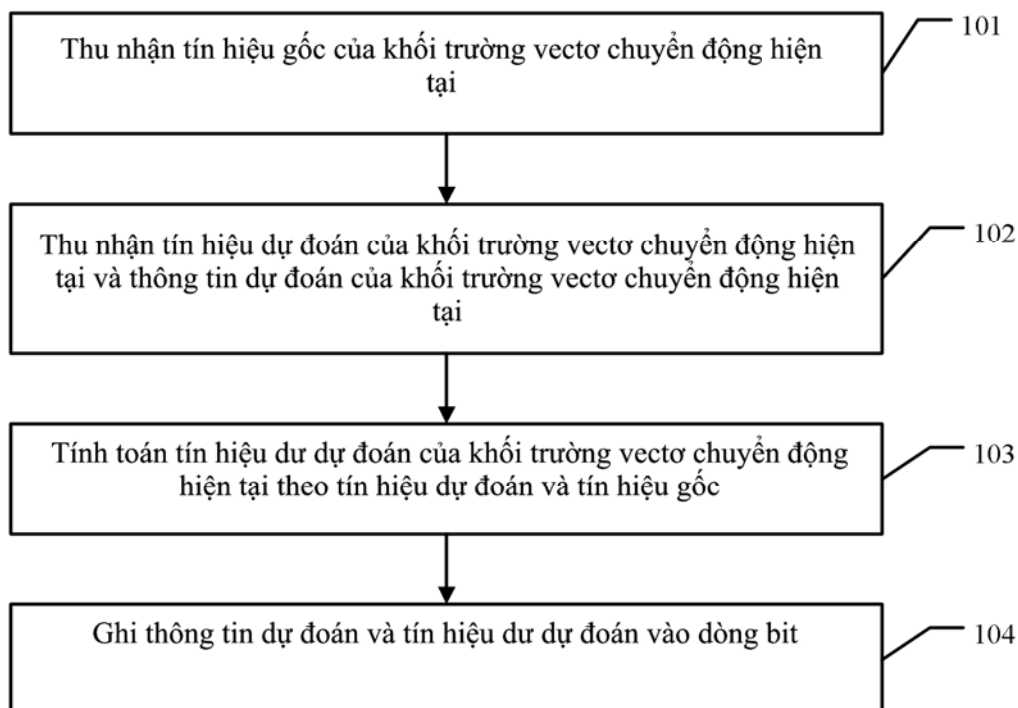 Thu nhận tín hiệu gốc của khối trường vectơ chuyển động hiện
tại
101
Thu nhận tín hiệu dự đoán của khối trường vectơ chuyển động hiện
tại và thông tin dự đoán của khối trường vectơ chuyển động hiện
tại
102
Tính toán tín hiệu dư dự đoán của khối trường vectơ chuyển động
hiện tại theo tín hiệu dự đoán và tín hiệu gốc
103
Ghi thông tin dự đoán và tín hiệu dư dự đoán vào dòng bit
104